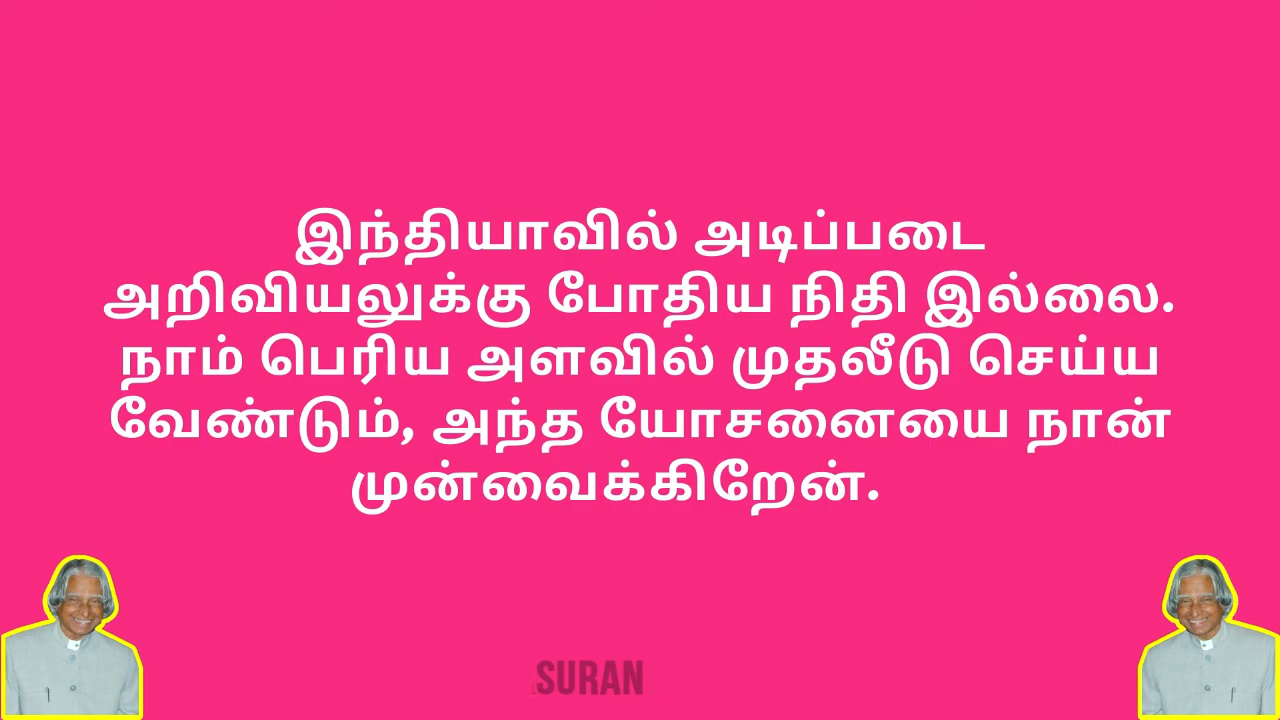 இந்தியாவில் அடிப்படை
அறிவியலுக்கு போதிய நிதி இல்லை.
நாம் பெரிய அளவில் முதலீடு செய்ய
வேண்டும், அந்த யோசனையை நான்
முன்வைக்கிறேன்.
SURAN